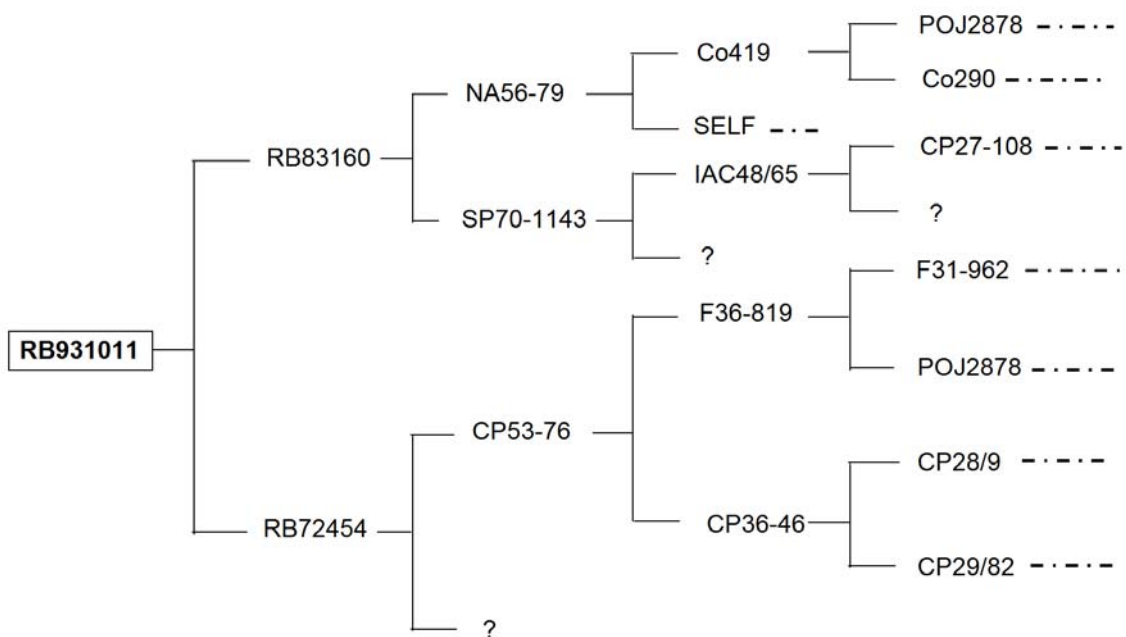 POJ2878
Co419
Co290
NA56-79
SELF
CP27-108
RB83160
IAC48/65
SP70-1143
?
?
F31-962
F36-819
RB931011
POJ2878
CP53-76
CP28/9
RB72454
CP36-46
CP29/82
?